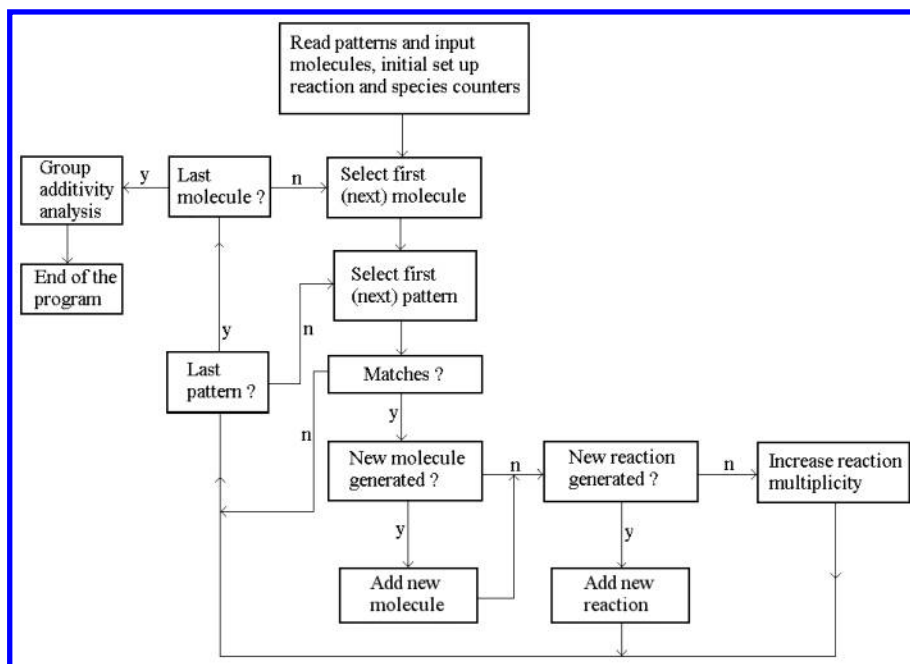 Read patterns and input
molecules, initial set up
reaction and species counters
Group
additivity
analysis
y
Last
molecule ?
n
Select first
(next) molecule
End of the
program
Select first
(next) pattern
y
n
Last
pattern ?
Matches ?
n
y
New molecule
generated ?
n
New reaction
generated ?
n
Increase reaction
multiplicity
y
y
Add new
molecule
Add new
reaction